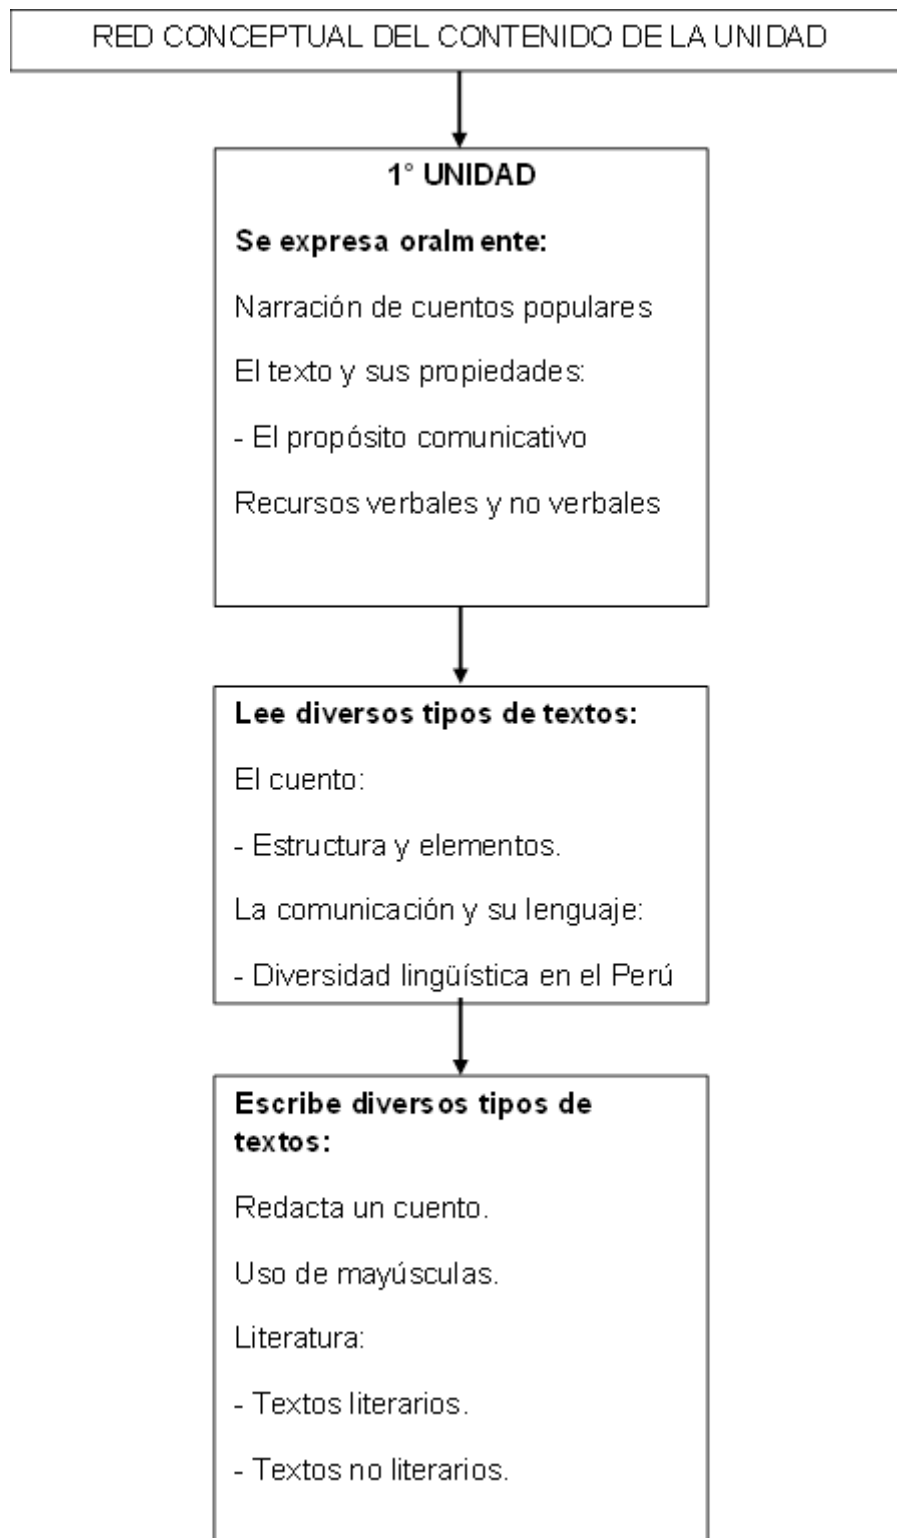 RED CONCEPTUAL DEL CONTENIDO DE LA UNIDAD
1° UNIDAD
Se expresa oralmente:
Narración de cuentos populares
El texto y sus propiedades:
- El propósito comunicativo
Recursos verbales y no verbales
Lee diversos tipos de textos:
El cuento:
- Estructura y elementos.
La comunicación y su lenguaje:
- Diversidad lingüística en el Perú
Escribe diversos tipos de
textos:
Redacta un cuento.
Uso de mayúsculas.
Literatura:
- Textos literarios.
- Textos no literarios.